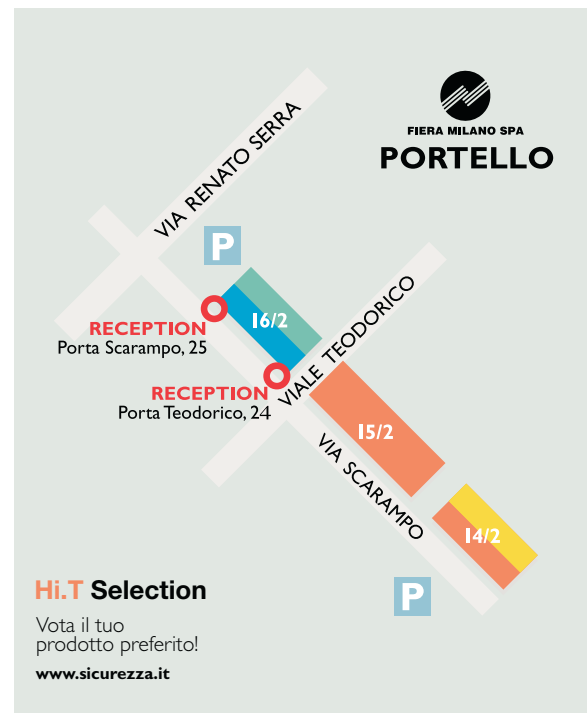 FIERA MILANO SPA
PORTELLO
VIA RENATO SERRA
P
RECEPTION
Porta Scarampo, 25
16/2
VIALE TEODORICO
RECEPTION
Porta Teodorico, 24
15/2
VIA SCARAMPO
14/2
P
Hi.T Selection
Vota il tuo
prodotto preferito!
www.sicurezza.it